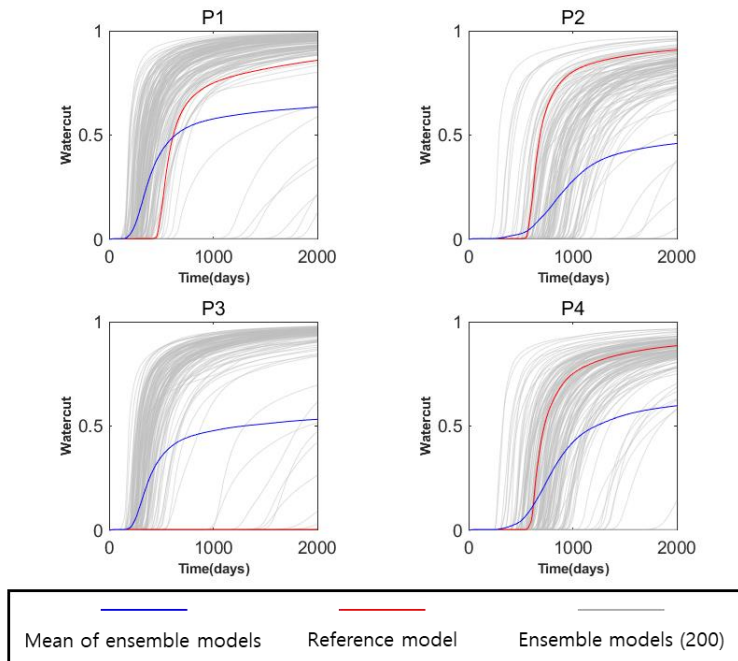 P1
P2
1
0.5
0
Watercut
0
1000
2000
Time(days)
1
0.5
0
Watercut
0
1000
2000
Time(days)
P3
P4
1
0.5
0
Watercut
0
1000
2000
Time(days)
1
0.5
0
Watercut
0
1000
2000
Time(days)
Mean of ensemble models
Reference model
Ensemble models (200)